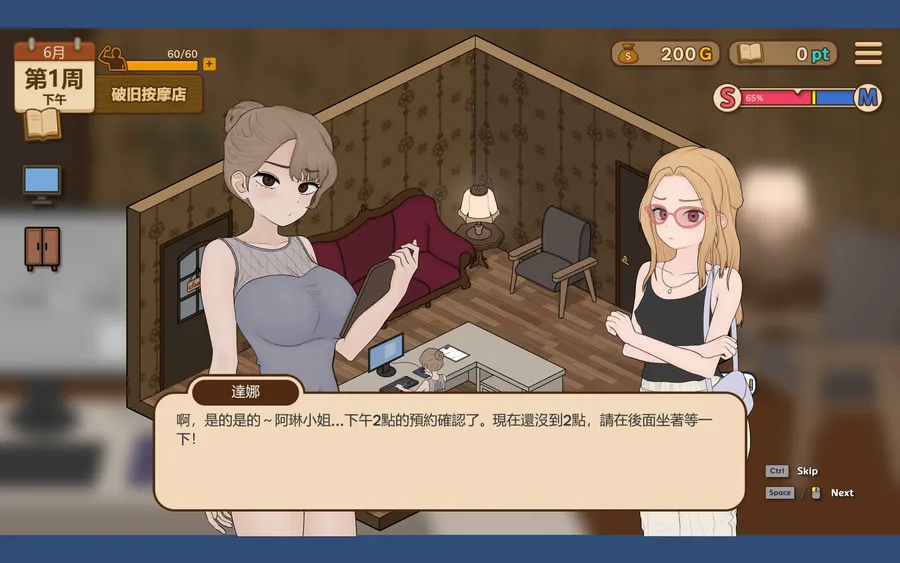 6月
第1周
下午
60/60
+
破旧按摩店
200G
0 pt
S
65%
M
達娜
啊，是的是的～阿琳小姐...下午2點的預約確認了。現在還沒到2點，請在後面坐著等一
下！
Ctrl Skip
Space / Next